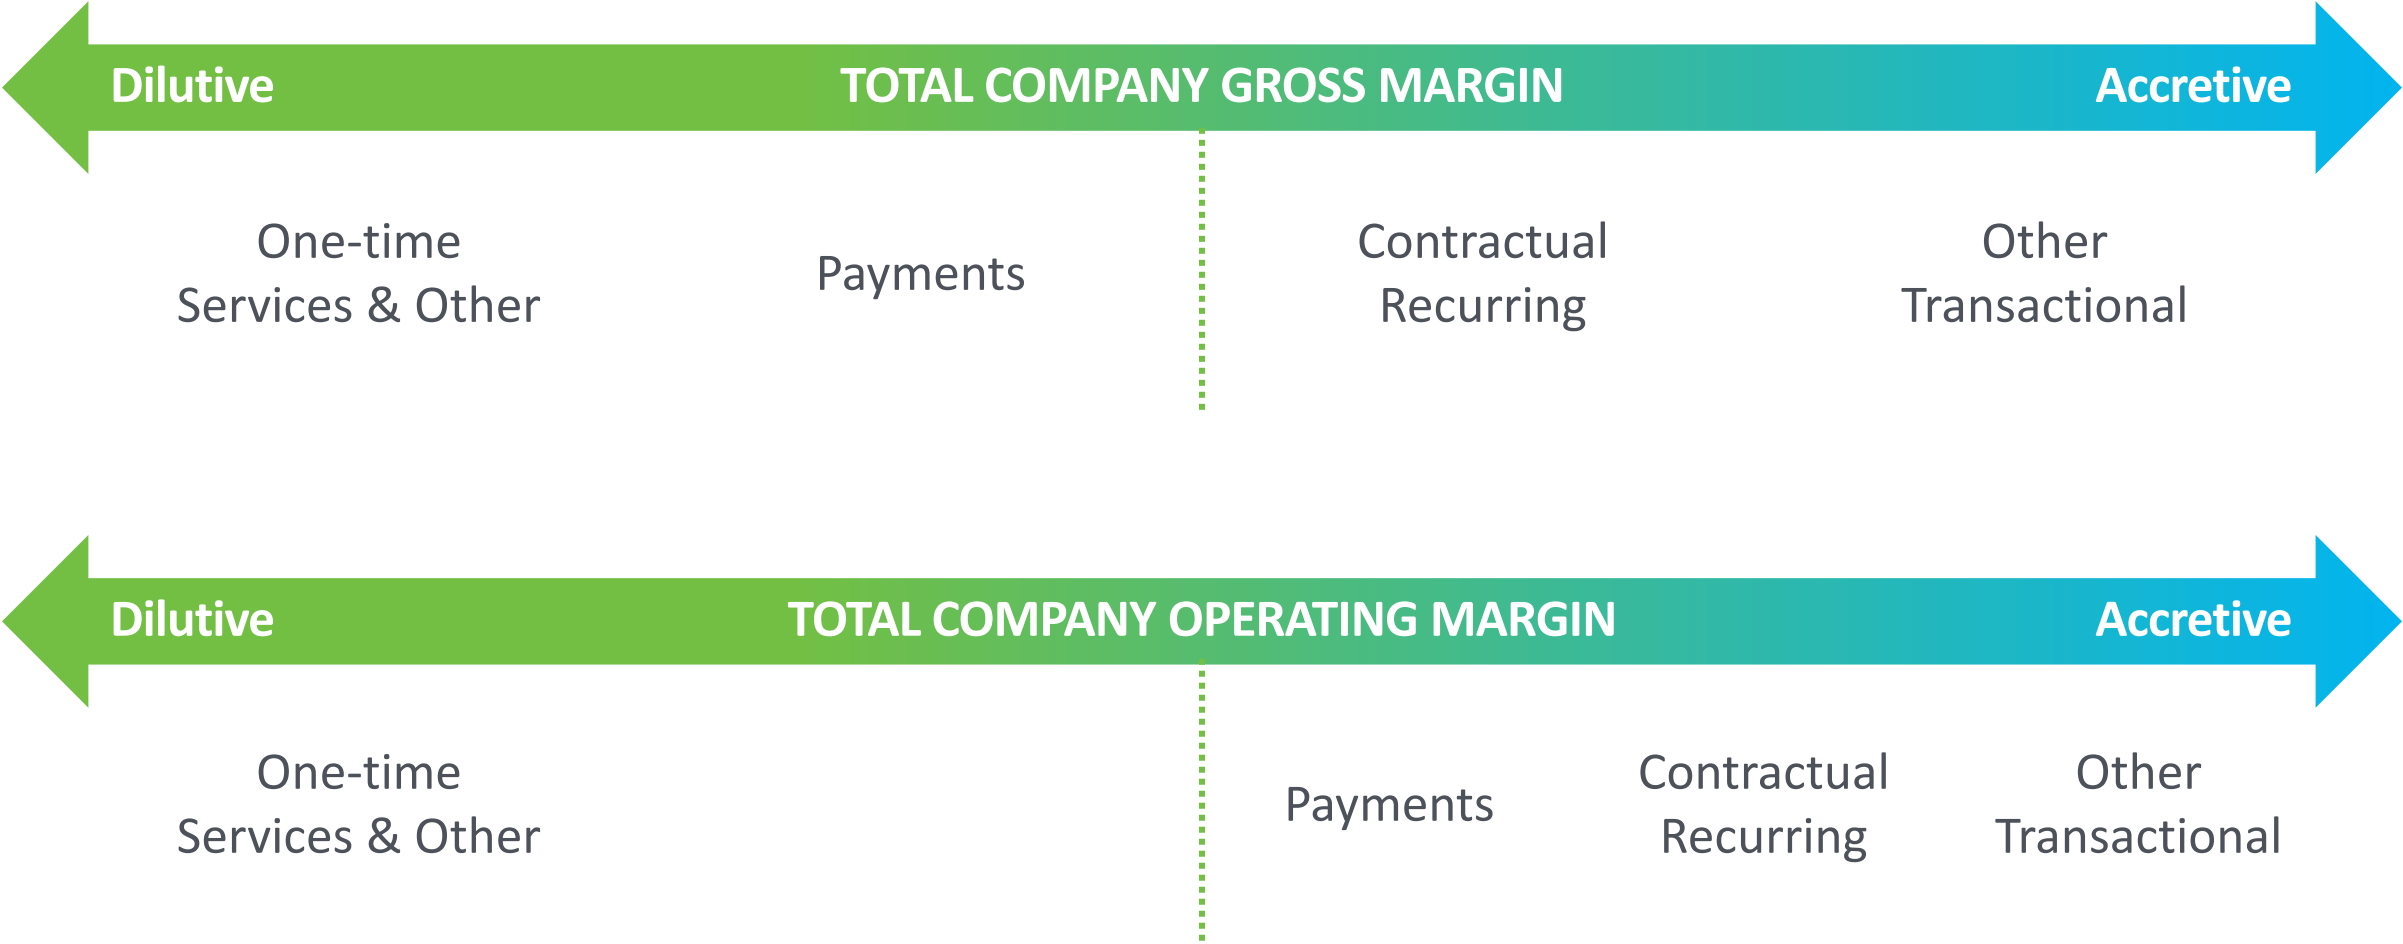 Dilutive TOTAL COMPANY GROSS MARGIN Accretive
One-time
Services & Other
Payments
Contractual
Recurring
Other
Transactional
Dilutive TOTAL COMPANY OPERATING MARGIN Accretive
One-time
Services & Other
Payments
Contractual
Recurring
Other
Transactional